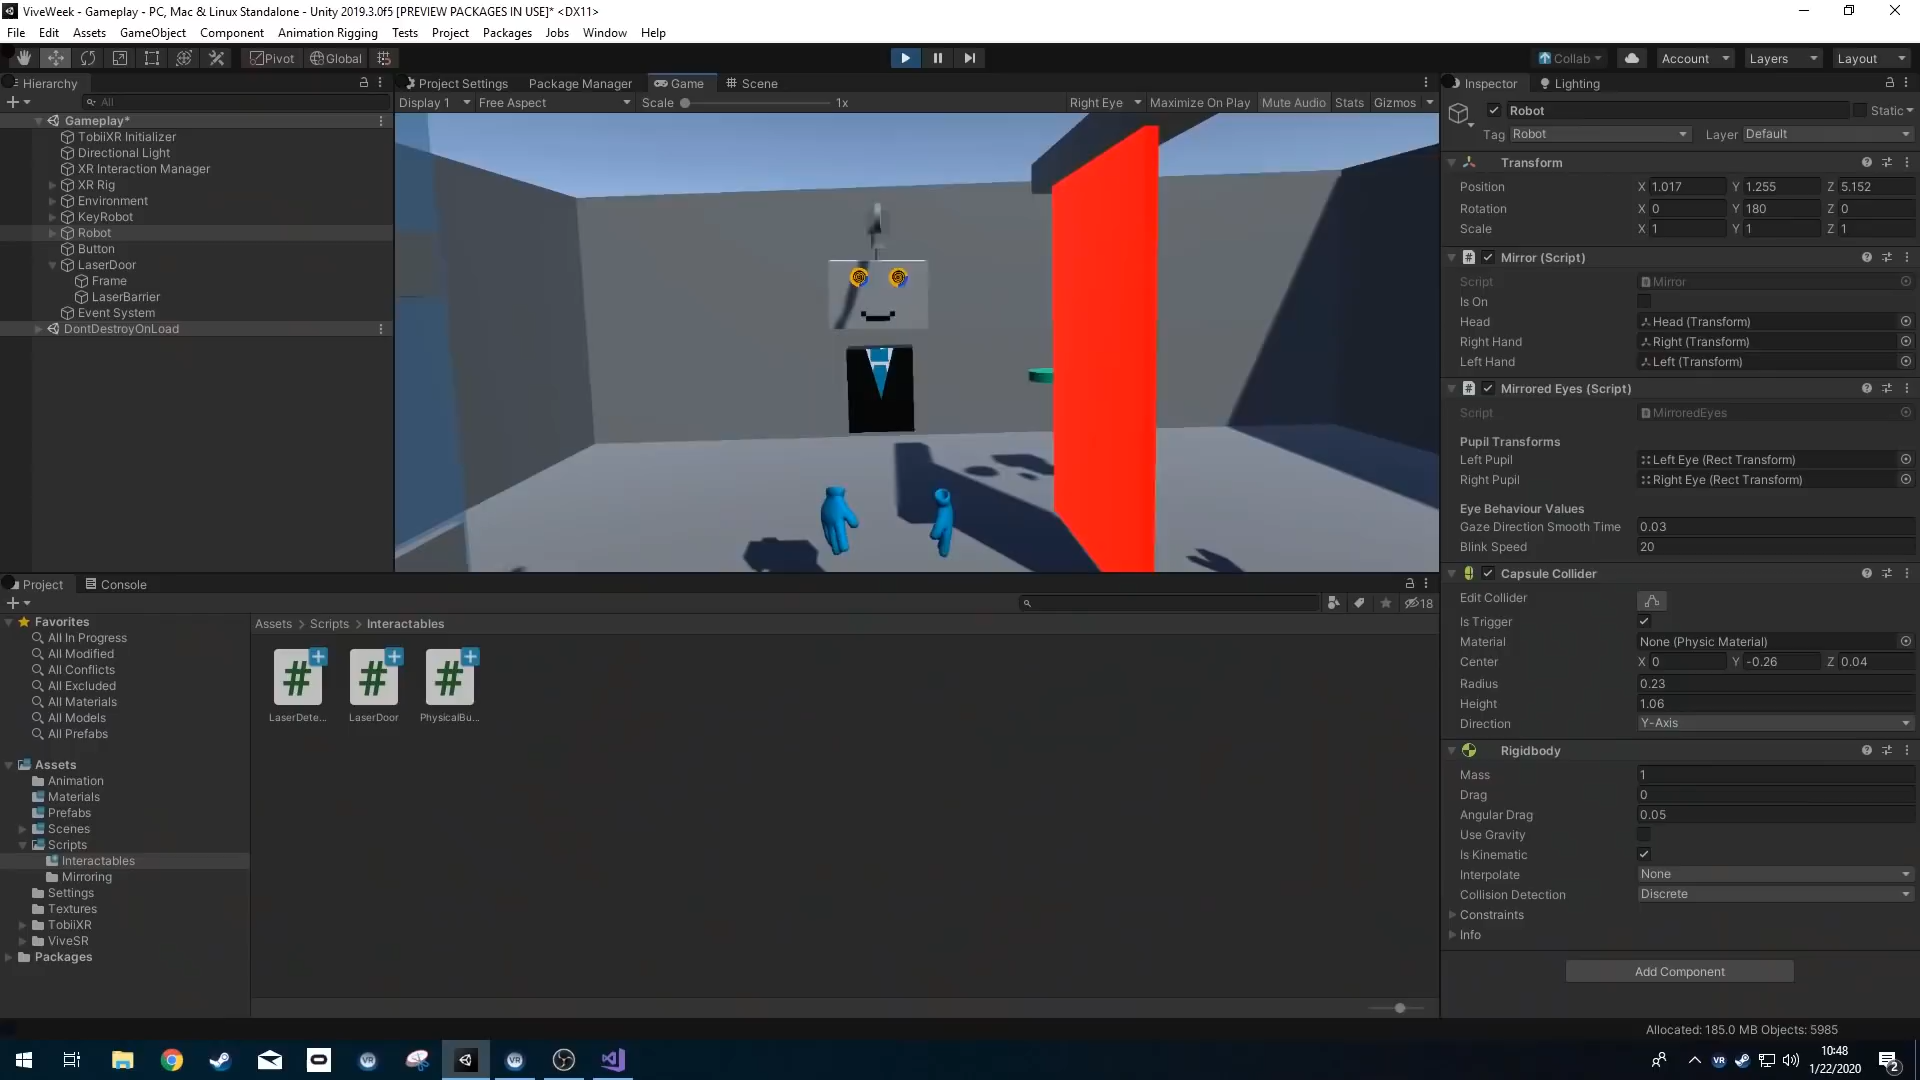 ViveWeek - Gameplay - PC, Mac & Linux Standalone - Unity 2019.3.0f5 [PREVIEW PACKAGES IN USE]* <DX11>
File Edit Assets GameObject Component Animation Rigging Tests Project Packages Jobs Window Help
Pivot Global Collab Account Layers Layout
Hierarchy
All
Gameplay*
TobiiXR Initializer
Directional Light
XR Interaction Manager
XR Rig
Environment
KeyRobot
Robot
Button
LaserDoor
Frame
LaserBarrier
Event System
DontDestroyOnLoad
Project Settings Package Manager Game Scene
Display 1 Free Aspect Scale 1x Right Eye Maximize On Play Mute Audio Stats Gizmos
Inspector Lighting
Robot Static
Tag Robot Layer Default
Transform
Position X 1.017 Y 1.255 Z 5.152
Rotation X 0 Y 180 Z 0
Scale X 1 Y 1 Z 1
# Mirror (Script)
Script Mirror
Is On
Head Head (Transform)
Right Hand Right (Transform)
Left Hand Left (Transform)
# Mirrored Eyes (Script)
Script MirroredEyes
Pupil Transforms
Left Pupil Left Eye (Rect Transform)
Right Pupil Right Eye (Rect Transform)
Eye Behaviour Values
Gaze Direction Smooth Time 0.03
Blink Speed 20
Capsule Collider
Edit Collider
Is Trigger
Material None (Physic Material)
Center X 0 Y -0.26 Z 0.04
Radius 0.23
Height 1.06
Direction Y-Axis
Rigidbody
Mass 1
Drag 0
Angular Drag 0.05
Use Gravity
Is Kinematic
Interpolate None
Collision Detection Discrete
Constraints
Info
Add Component
Project Console
18
Favorites
All In Progress
All Modified
All Conflicts
All Excluded
All Materials
All Models
All Prefabs
Assets
Animation
Materials
Prefabs
Scenes
Scripts
Interactables
Mirroring
Settings
Textures
TobiiXR
ViveSR
Packages
Assets > Scripts > Interactables
# # #
LaserDete... LaserDoor PhysicalBu...
Allocated: 185.0 MB Objects: 5985
VR VR VR
10:48
1/22/2020
2